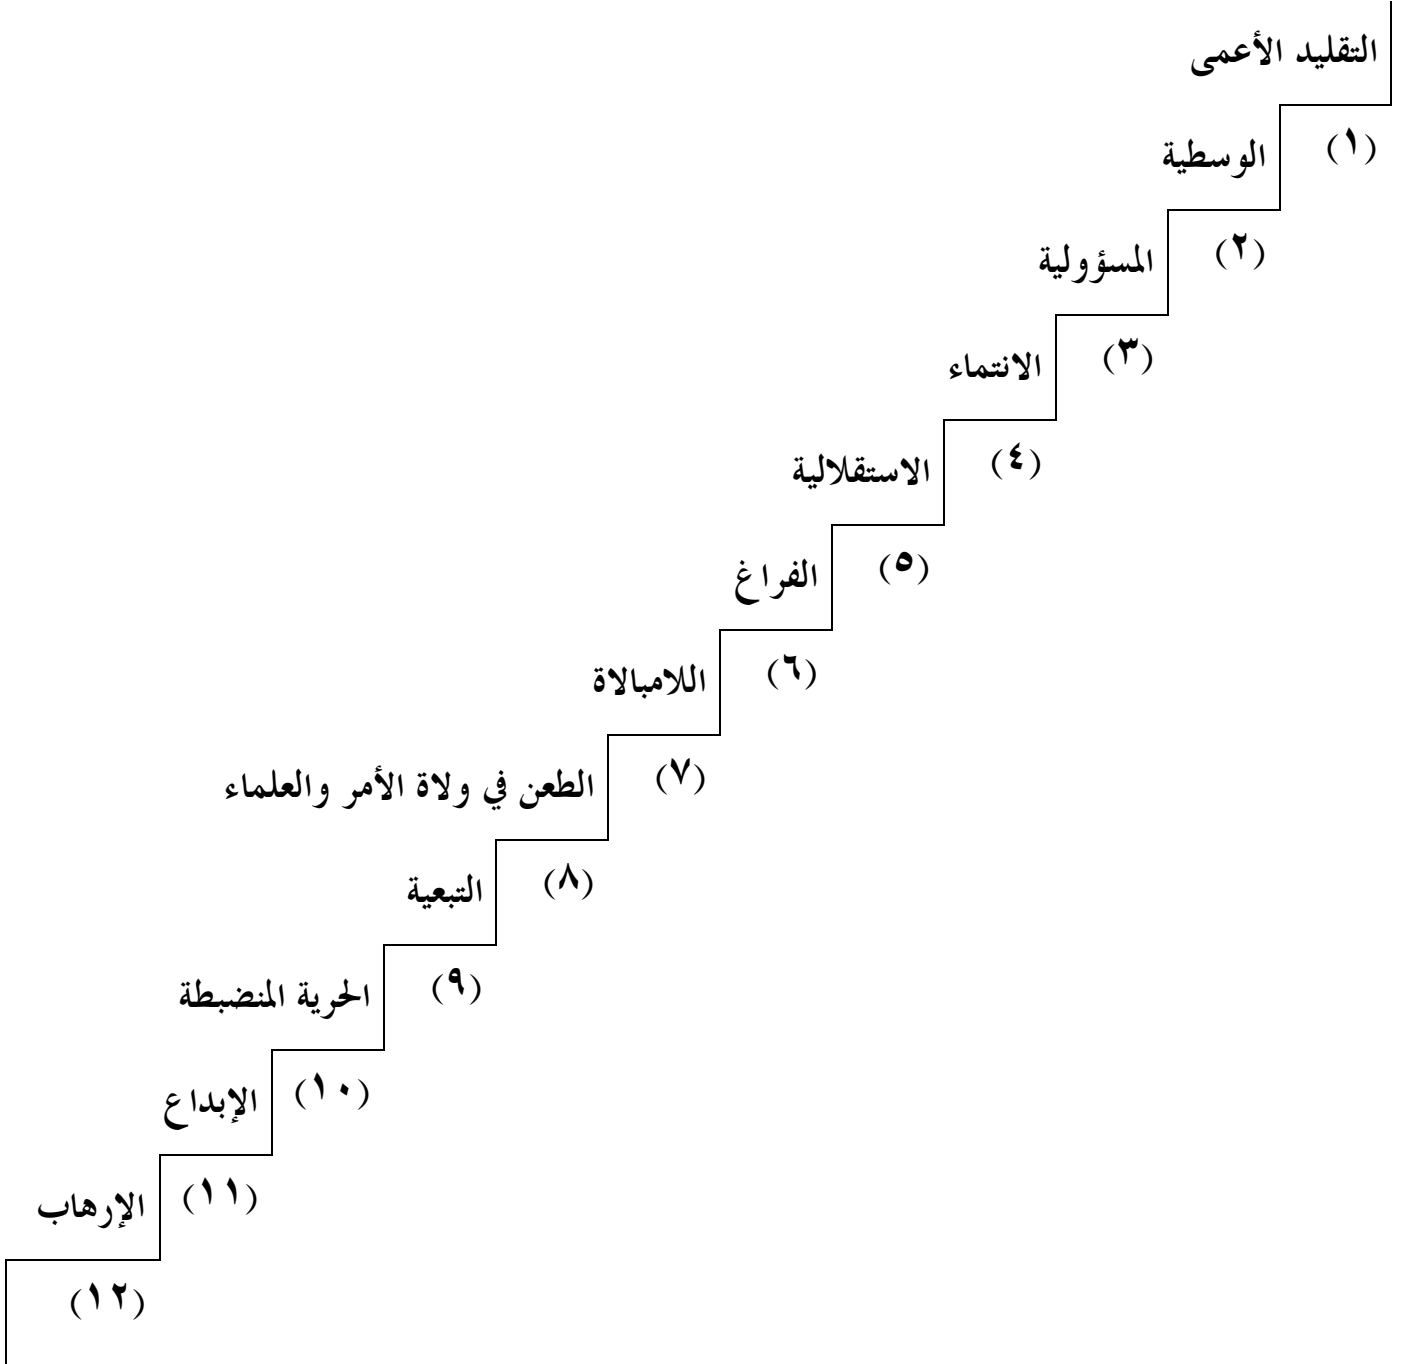 التقليد الأعمى
(١) الوسطية
(٢) المسؤولية
(٣) الانتماء
(٤) الاستقلالية
(٥) الفراغ
(٦) اللامبالاة
(٧) الطعن في ولاة الأمر والعلماء
(٨) التبعية
(٩) الحرية المنضبطة
(١٠) الإبداع
(١١) الإرهاب
(١٢)